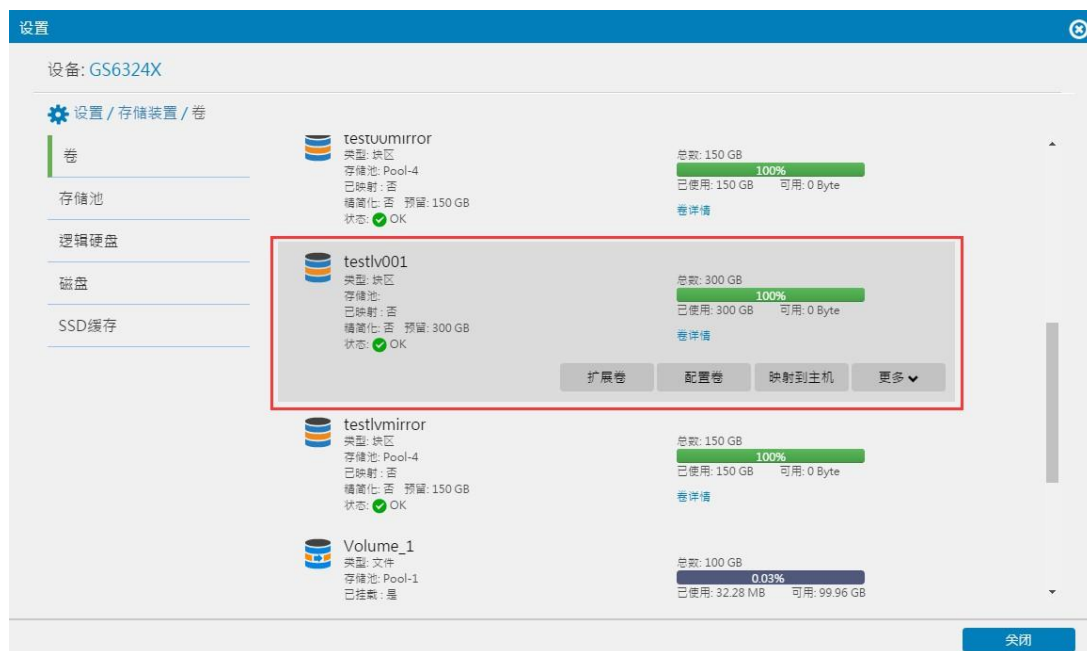 设置
设备: GS6324X
设置 / 存储装置 / 卷
卷
存储池
逻辑硬盘
磁盘
SSD缓存
test00mirror
类型: 块区
存储池: Pool-4
已映射 : 否
精简化: 否 预留: 150 GB
状态: OK
总数: 150 GB
100%
已使用: 150 GB 可用: 0 Byte
卷详情
testlv001
类型: 块区
存储池:
已映射 : 否
精简化: 否 预留: 300 GB
状态: OK
总数: 300 GB
100%
已使用: 300 GB 可用: 0 Byte
卷详情
扩展卷 配置卷 映射到主机 更多
testlvmirror
类型: 块区
存储池: Pool-4
已映射 : 否
精简化: 否 预留: 150 GB
状态: OK
总数: 150 GB
100%
已使用: 150 GB 可用: 0 Byte
卷详情
Volume_1
类型: 文件
存储池: Pool-1
已挂载 : 是
总数: 100 GB
0.03%
已使用: 32.28 MB 可用: 99.96 GB
关闭